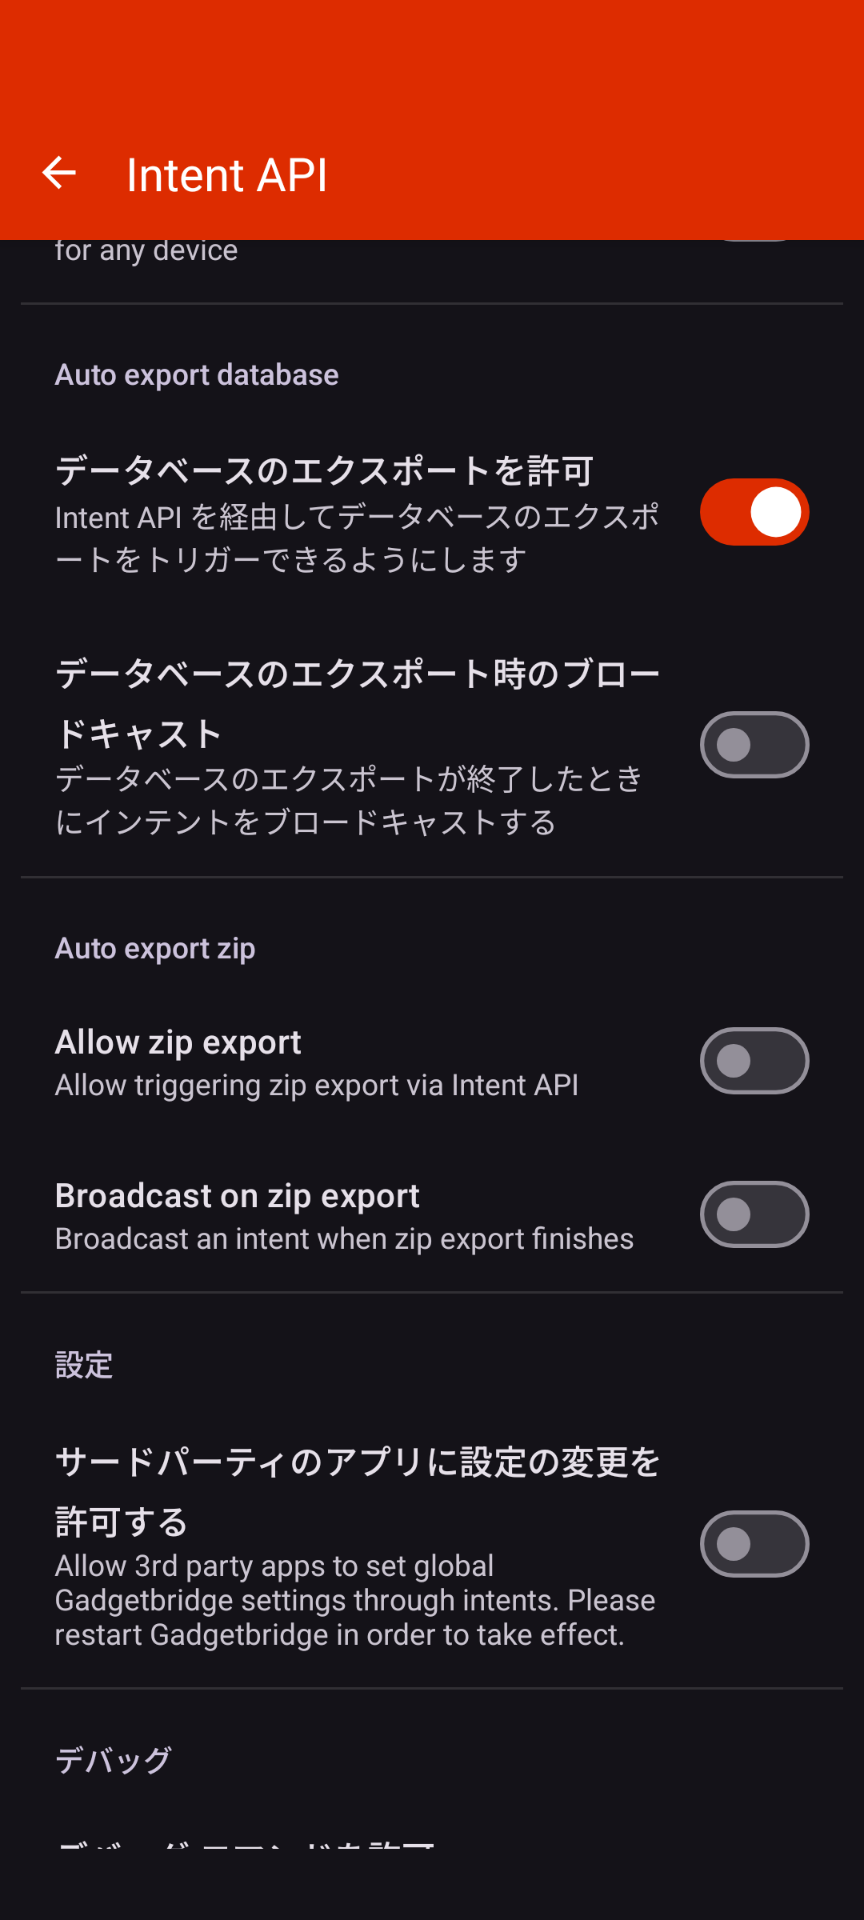 Intent API
for any device
Auto export database
データベースのエクスポートを許可
Intent API を経由してデータベースのエクスポ
ートをトリガーできるようにします
データベースのエクスポート時のブロー
ドキャスト
データベースのエクスポートが終了したとき
にインテントをブロードキャストする
Auto export zip
Allow zip export
Allow triggering zip export via Intent API
Broadcast on zip export
Broadcast an intent when zip export finishes
設定
サードパーティのアプリに設定の変更を
許可する
Allow 3rd party apps to set global
Gadgetbridge settings through intents. Please
restart Gadgetbridge in order to take effect.
デバッグ